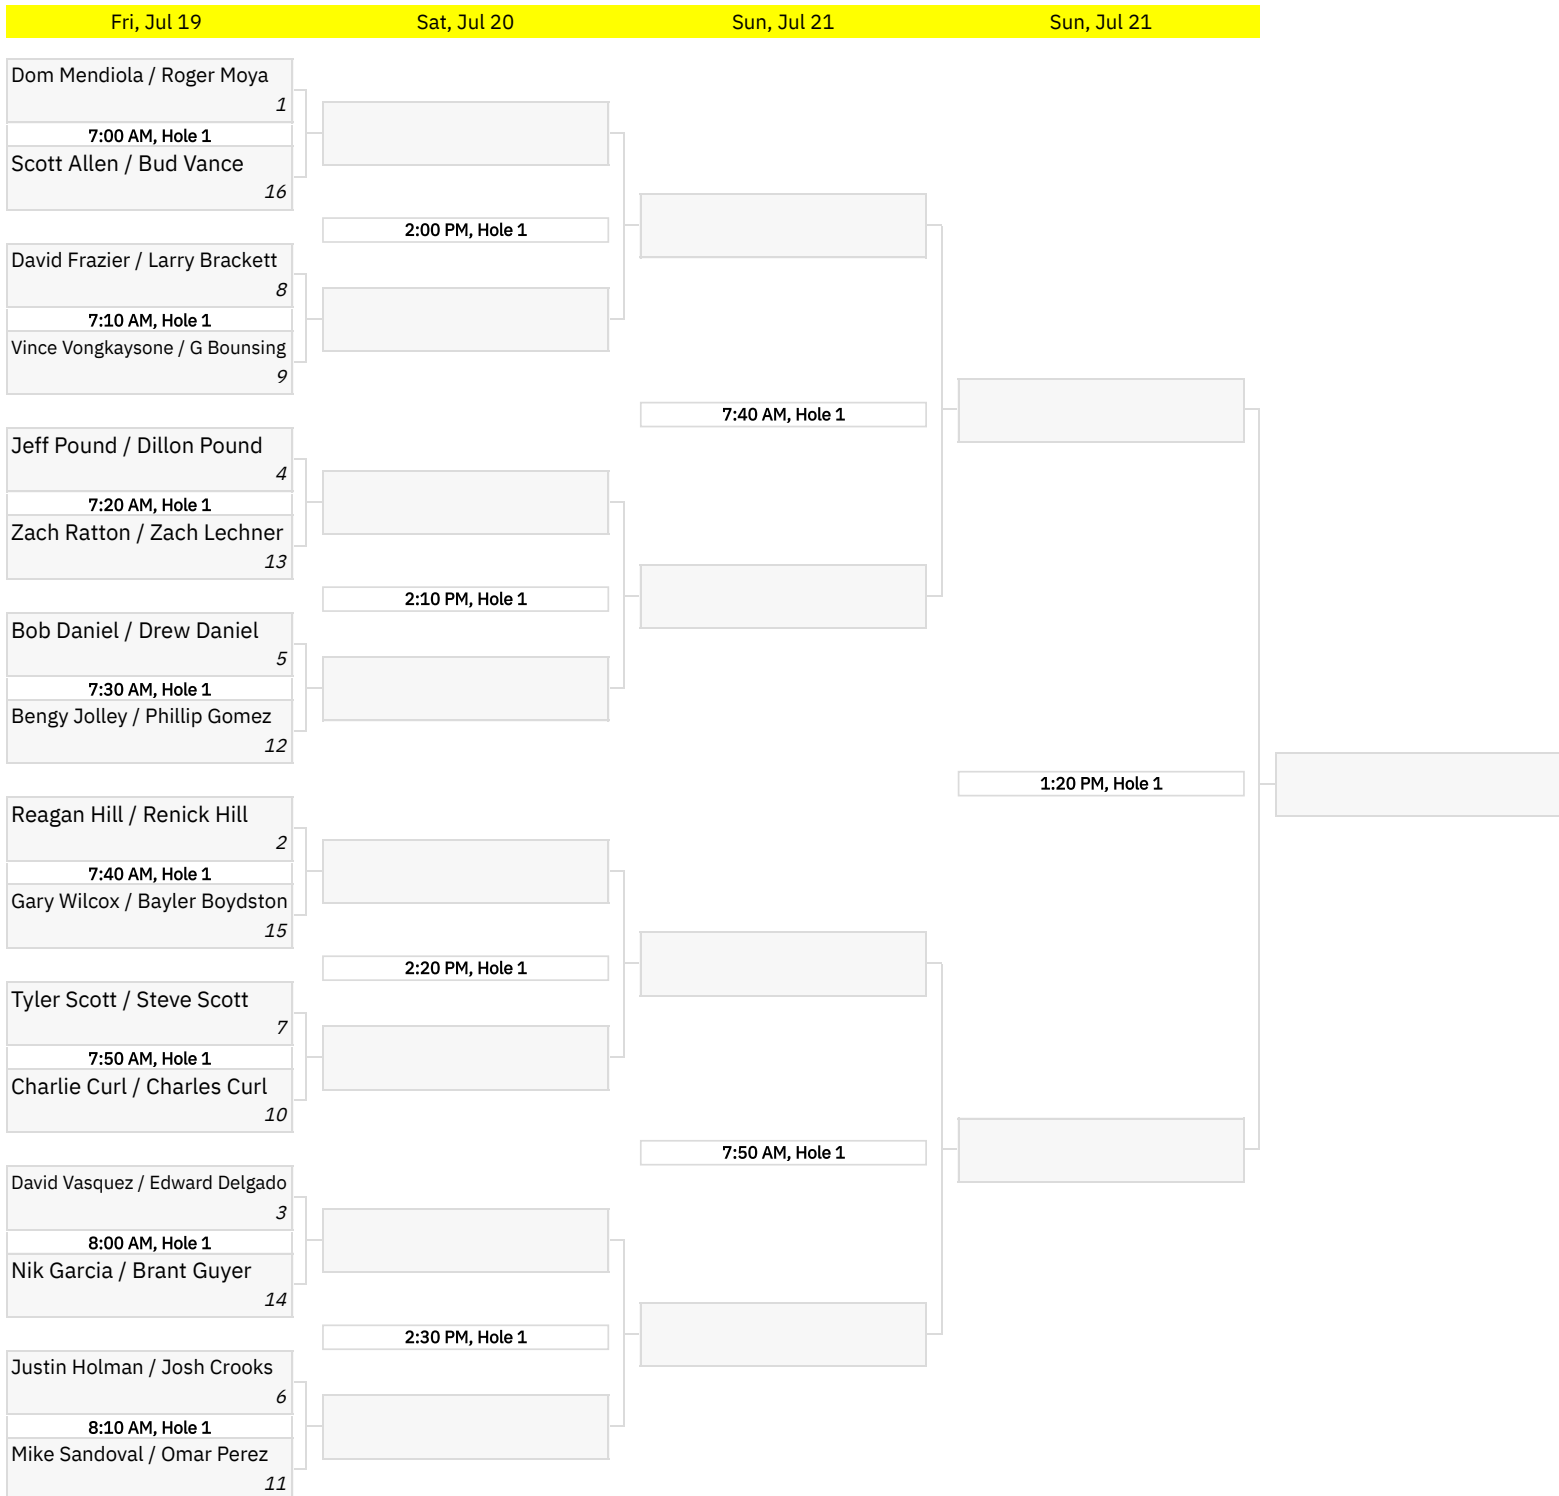 Fri, Jul 19
Sat, Jul 20
Sun, Jul 21
Sun, Jul 21
Dom Mendiola / Roger Moya
1
7:00 AM, Hole 1
Scott Allen / Bud Vance
16
David Frazier / Larry Brackett
8
7:10 AM, Hole 1
Vince Vongkaysone / G Bounsing
9
Jeff Pound / Dillon Pound
4
7:20 AM, Hole 1
Zach Ratton / Zach Lechner
13
Bob Daniel / Drew Daniel
5
7:30 AM, Hole 1
Bengy Jolley / Phillip Gomez
12
Reagan Hill / Renick Hill
2
7:40 AM, Hole 1
Gary Wilcox / Bayler Boydston
15
Tyler Scott / Steve Scott
7
7:50 AM, Hole 1
Charlie Curl / Charles Curl
10
David Vasquez / Edward Delgado
3
8:00 AM, Hole 1
Nik Garcia / Brant Guyer
14
Justin Holman / Josh Crooks
6
8:10 AM, Hole 1
Mike Sandoval / Omar Perez
11
2:00 PM, Hole 1
2:10 PM, Hole 1
2:20 PM, Hole 1
2:30 PM, Hole 1
7:40 AM, Hole 1
7:50 AM, Hole 1
1:20 PM, Hole 1